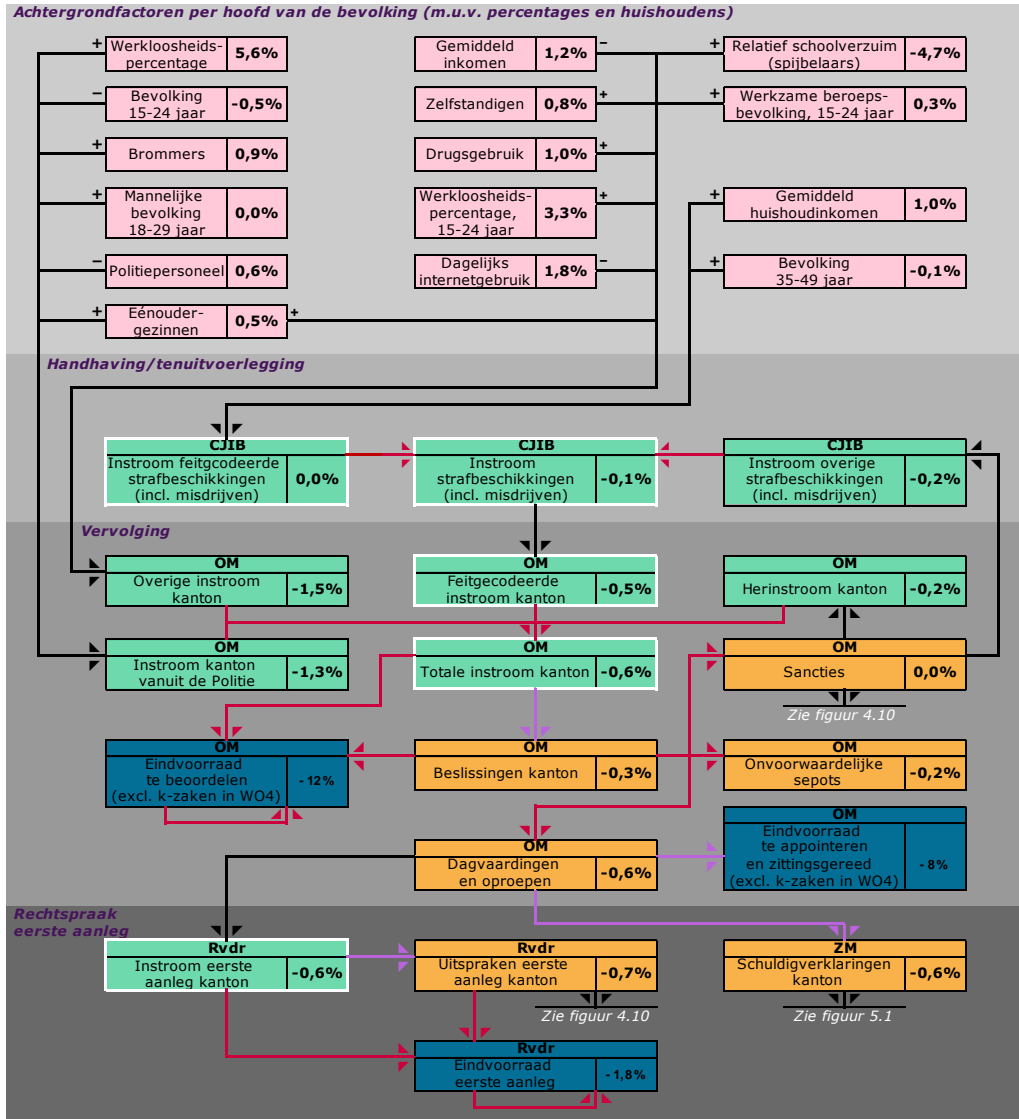 Achtergrondfactoren per hoofd van de bevolking (m.u.v. percentages en huishoudens)
+
Werkloosheids-
percentage
5,6%
Gemiddeld
inkomen
1,2%
–
+
Relatief schoolverzuim
(spijbelaars)
-4,7%
–
Bevolking
15-24 jaar
-0,5%
Zelfstandigen
0,8%
+
+
Werkzame beroeps-
bevolking, 15-24 jaar
0,3%
+
Brommers
0,9%
Drugsgebruik
1,0%
+
+
Mannelijke
bevolking
18-29 jaar
0,0%
Werkloosheids-
percentage,
15-24 jaar
3,3%
+
+
Gemiddeld
huishoudinkomen
1,0%
–
Politiepersoneel
0,6%
Dagelijks
internetgebruik
1,8%
–
+
Bevolking
35-49 jaar
-0,1%
+
Eénouder-
gezinnen
0,5%
+
Handhaving/tenuitvoerlegging
CJIB
Instroom feitgcodeerde
strafbeschikkingen
(incl. misdrijven)
0,0%
CJIB
Instroom
strafbeschikkingen
(incl. misdrijven)
-0,1%
CJIB
Instroom overige
strafbeschikkingen
(incl. misdrijven)
-0,2%
Vervolging
OM
Overige instroom
kanton
-1,5%
OM
Feitgecodeerde
instroom kanton
-0,5%
OM
Herinstroom kanton
-0,2%
OM
Instroom kanton
vanuit de Politie
-1,3%
OM
Totale instroom kanton
-0,6%
OM
Sancties
0,0%
Zie figuur 4.10
OM
Eindvoorraad
te beoordelen
(excl. k-zaken in WO4)
- 12%
OM
Beslissingen kanton
-0,3%
OM
Onvoorwaardelijke
sepots
-0,2%
OM
Dagvaardingen
en oproepen
-0,6%
OM
Eindvoorraad
te appointeren
en zittingsgereed
(excl. k-zaken in WO4)
- 8%
Rechtspraak
eerste aanleg
Rvdr
Instroom eerste
aanleg kanton
-0,6%
Rvdr
Uitspraken eerste
aanleg kanton
-0,7%
Zie figuur 4.10
ZM
Schuldigverklaringen
kanton
-0,6%
Zie figuur 5.1
Rvdr
Eindvoorraad
eerste aanleg
- 1,8%